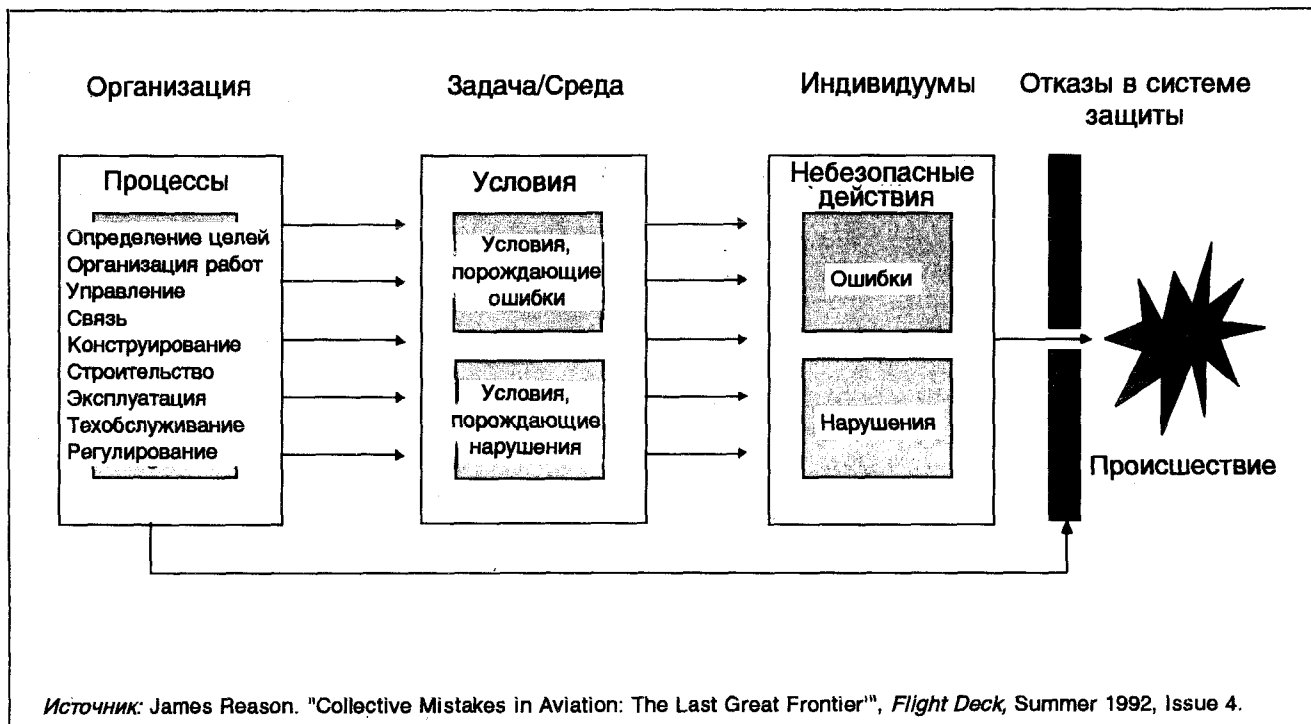 Организация
Задача/Среда
Индивидуумы
Отказы в системе
защиты
Процессы
Определение целей
Организация работ
Управление
Связь
Конструирование
Строительство
Эксплуатация
Техобслуживание
Регулирование
Условия
Условия,
порождающие
ошибки
Условия,
порождающие
нарушения
Небезопасные
действия
Ошибки
Нарушения
Происшествие
Источник: James Reason. "Collective Mistakes in Aviation: The Last Great Frontier'", Flight Deck, Summer 1992, Issue 4.